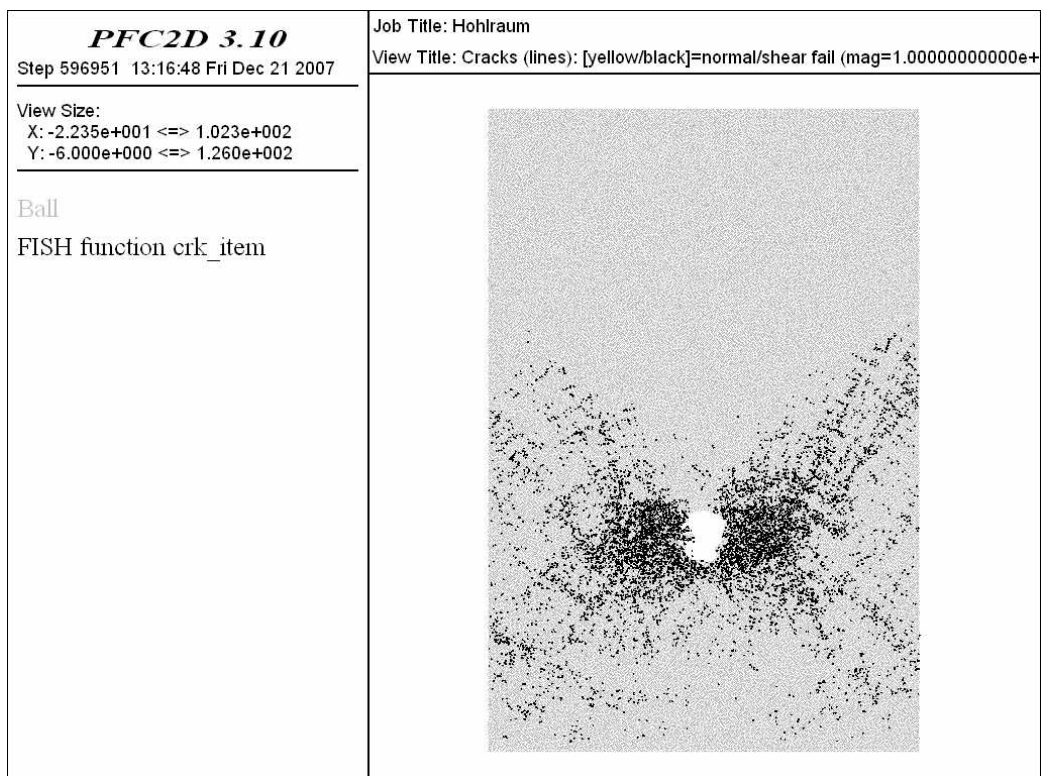 PFC2D 3.10
Step 596951 13:16:48 Fri Dec 21 2007
View Size:
X: -2.235e+001 <=> 1.023e+002
Y: -6.000e+000 <=> 1.260e+002
Ball
FISH function crk_item
Job Title: Hohlraum
View Title: Cracks (lines): [yellow/black]=normal/shear fail (mag=1.00000000000e+